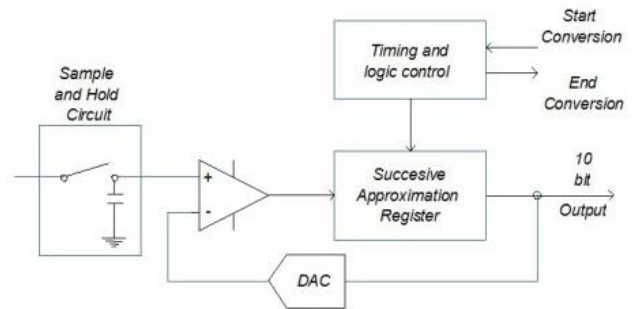 Sample
and Hold
Circuit
Timing and
logic control
Start
Conversion
End
Conversion
+
-
Succesive
Approximation
Register
10
bit
Output
DAC